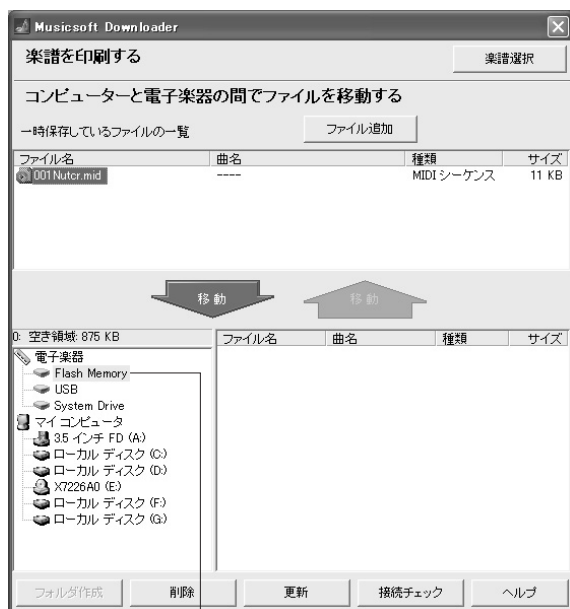 Musicsoft Downloader
楽譜を印刷する 楽譜選択
コンピューターと電子楽器の間でファイルを移動する
一時保存しているファイルの一覧 ファイル追加
ファイル名 曲名 種類 サイズ
001Nutcr.mid ---- MIDI シーケンス 11 KB
移動 移動
0: 空き領域: 875 KB
ファイル名 曲名 種類 サイズ
電子楽器
Flash Memory
USB
System Drive
マイ コンピュータ
3.5 インチ FD (A:)
ローカル ディスク (C:)
ローカル ディスク (D:)
X7226A0 (E:)
ローカル ディスク (F:)
ローカル ディスク (G:)
フォルダ作成 削除 更新 接続チェック ヘルプ